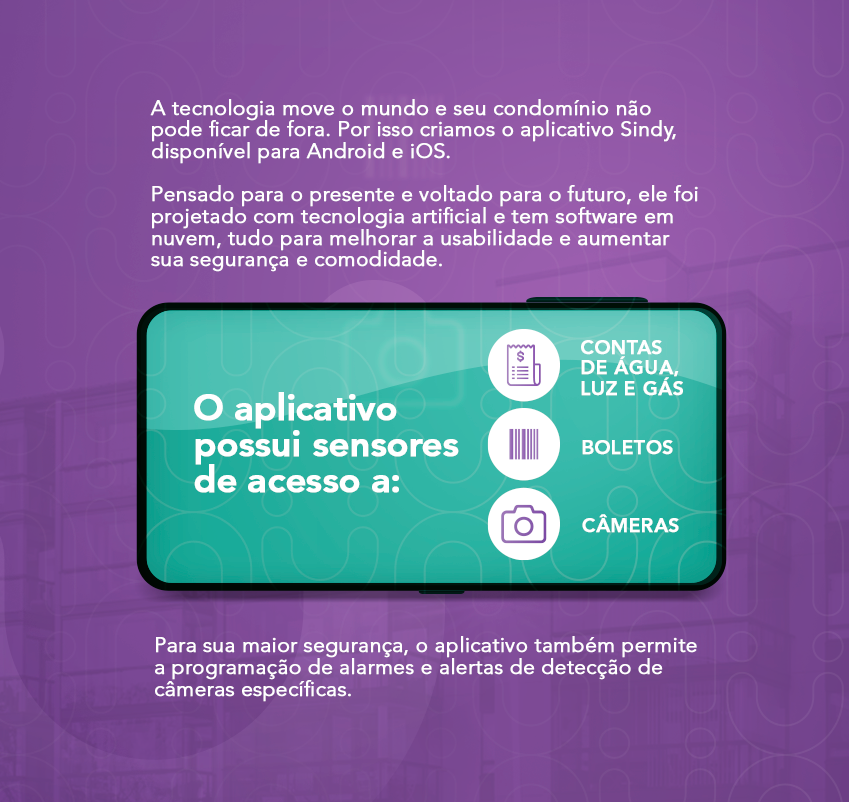 A tecnologia move o mundo e seu condomínio não
pode ficar de fora. Por isso criamos o aplicativo Sindy,
disponível para Android e iOS.
Pensado para o presente e voltado para o futuro, ele foi
projetado com tecnologia artificial e tem software em
nuvem, tudo para melhorar a usabilidade e aumentar
sua segurança e comodidade.
O aplicativo
possui sensores
de acesso a:
$
CONTAS
DE ÁGUA,
LUZ E GÁS
BOLETOS
CÂMERAS
Para sua maior segurança, o aplicativo também permite
a programação de alarmes e alertas de detecção de
câmeras específicas.